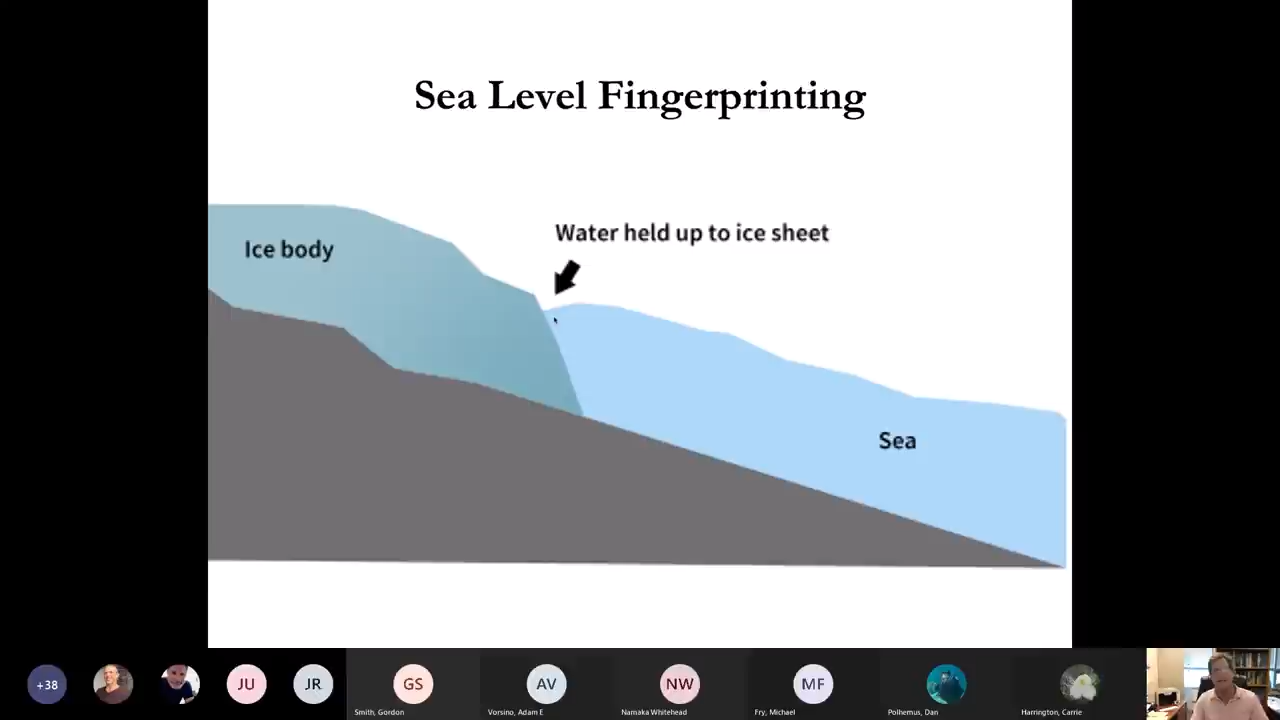 Sea Level Fingerprinting
Water held up to ice sheet
Ice body
Sea
+38
JU
JR
GS
AV
NW
MF
Smith, Gordon
Vorsino, Adam E
Namaka Whitehead
Fry, Michael
Polhemus, Dan
Harrington, Carrie